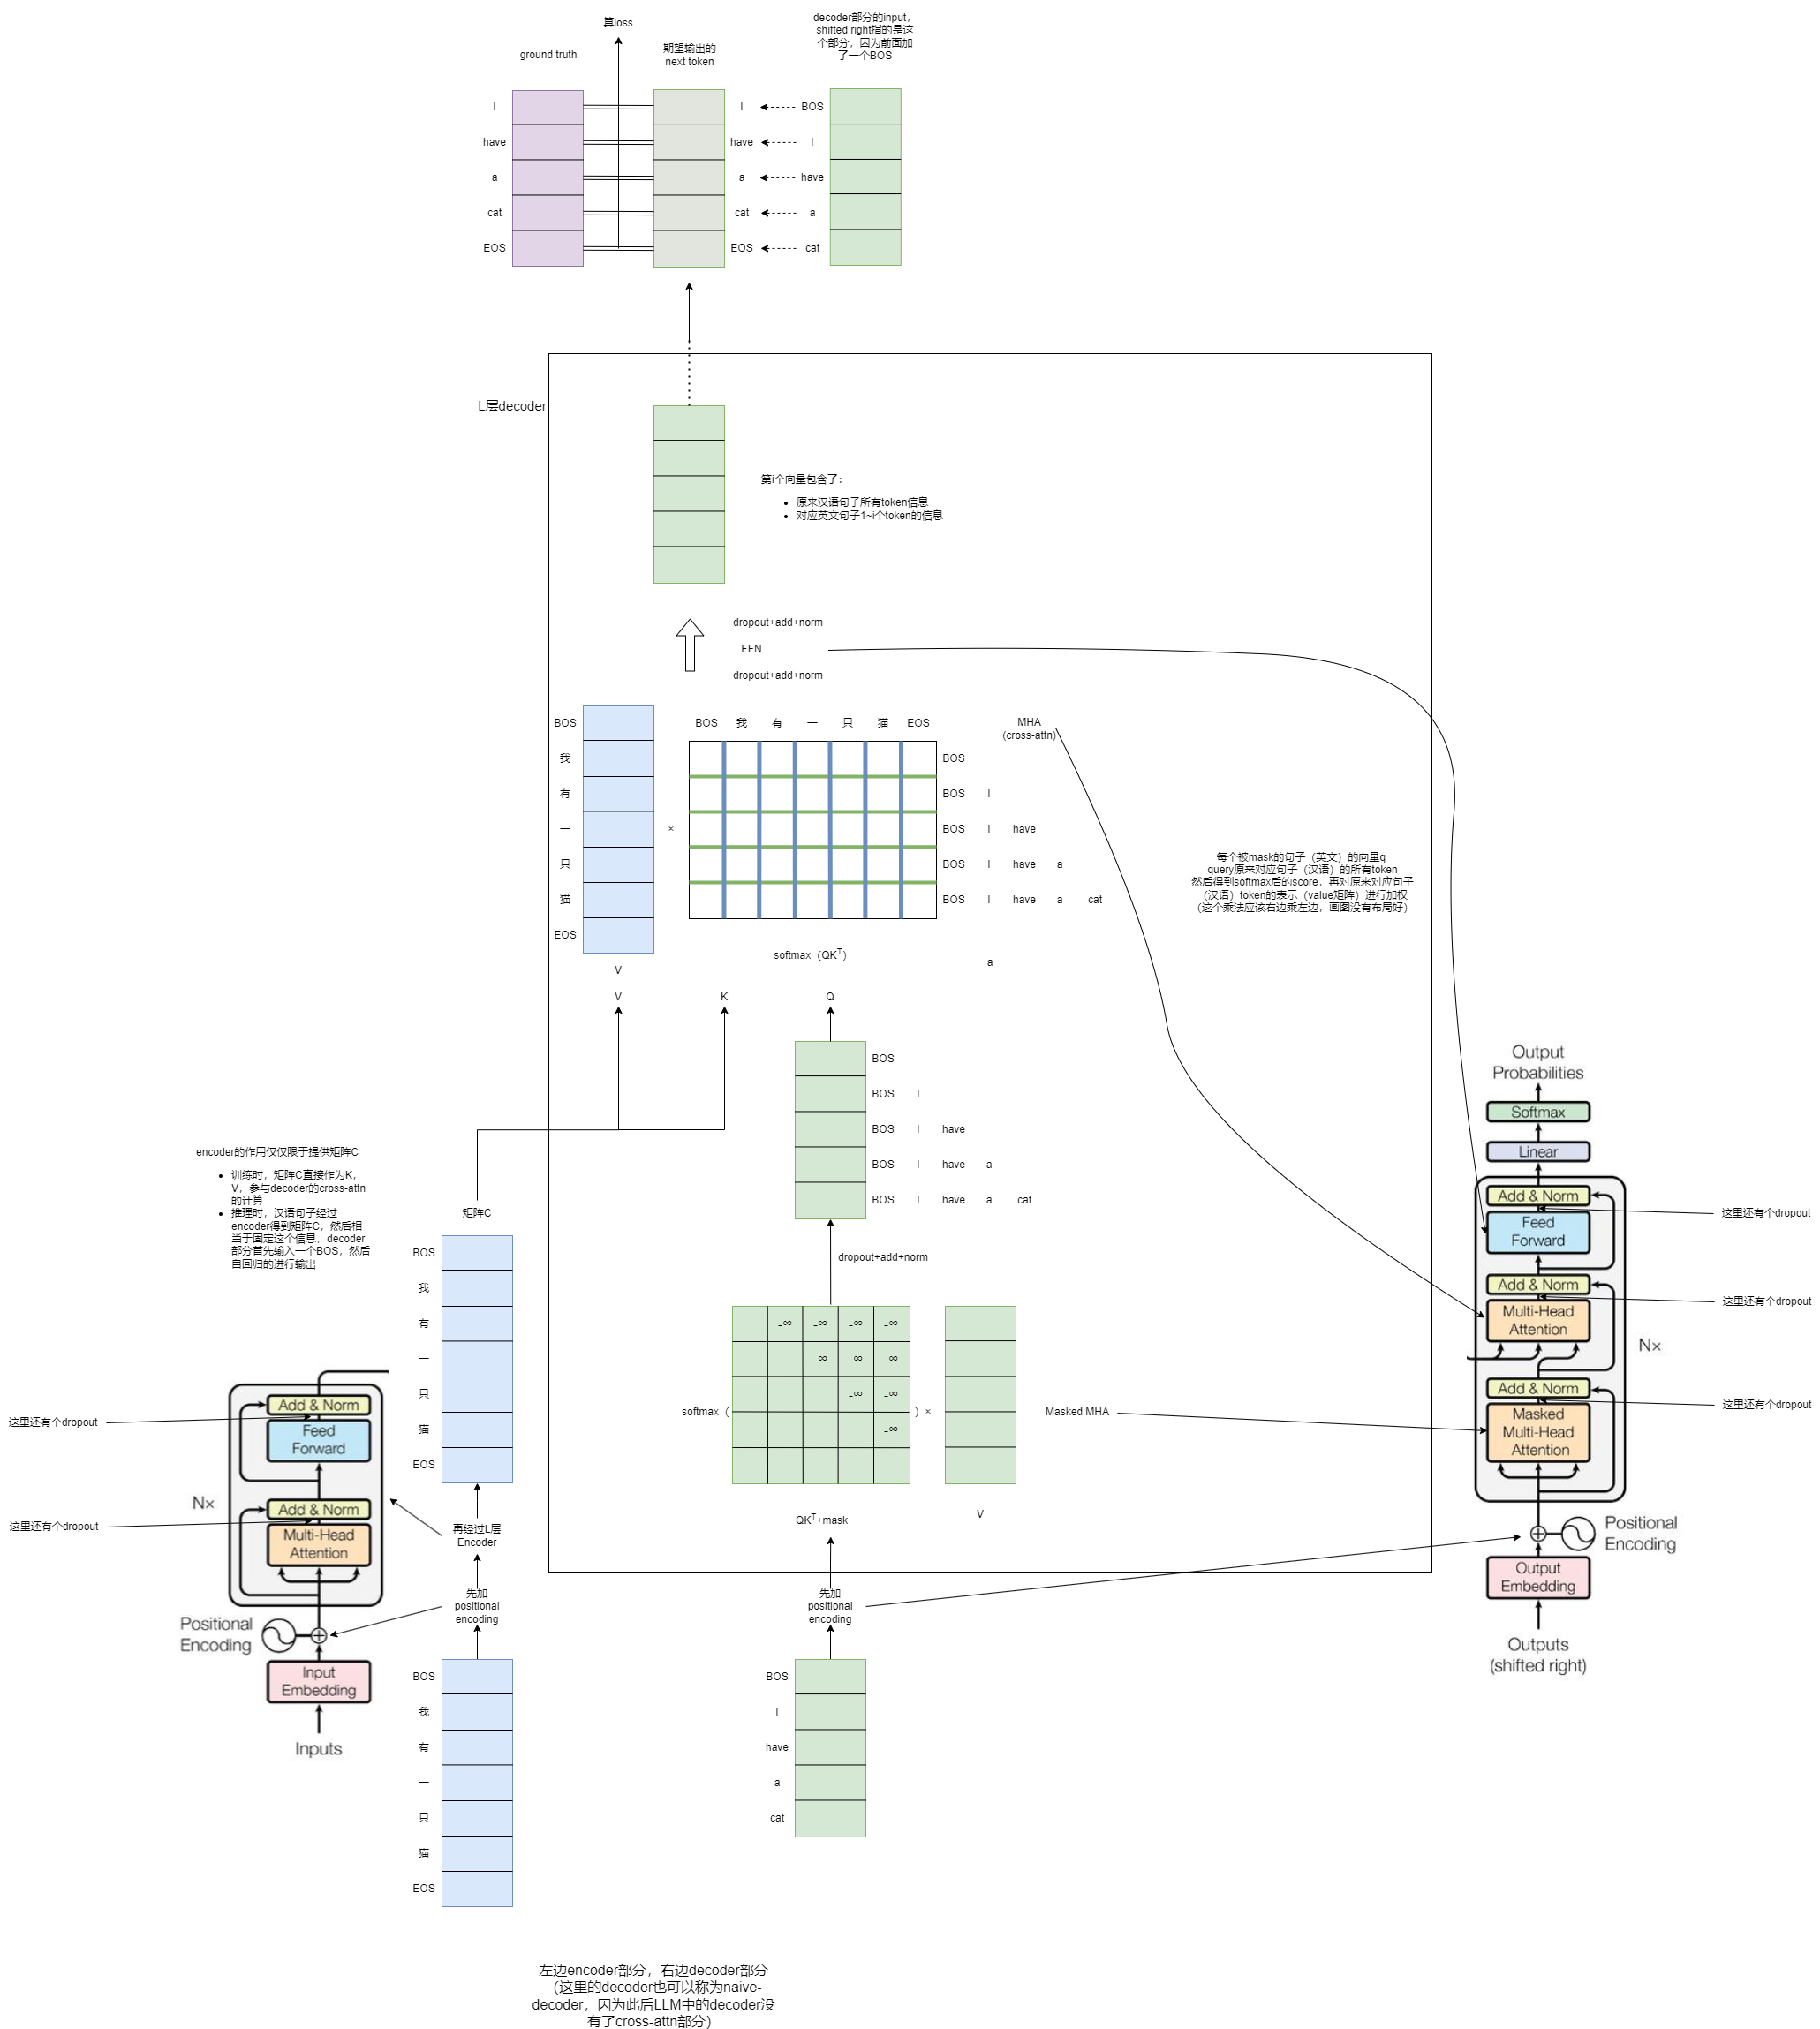 算loss
ground truth
期望输出的
next token
decoder部分的input，
shifted right指的是这
个部分，因为前面加
了一个BOS
I I BOS
have have I
a a have
cat cat a
EOS EOS cat
L层decoder
第i个向量包含了：
原来汉语句子所有token信息
对应英文句子1~i个token的信息
dropout+add+norm
FFN
dropout+add+norm
BOS
我
有
一
只
猫
EOS
V
×
BOS 我 有 一 只 猫 EOS
BOS
BOS I
BOS I have
BOS I have a
BOS I have a cat
softmax（QKᵀ）
a
MHA
(cross-attn)
每个被mask的句子（英文）的向量q
query原来对应句子（汉语）的所有token
然后得到softmax后的score，再对原来对应句子
（汉语）token的表示（value矩阵）进行加权
（这个乘法应该右边乘左边，画图没有布局好）
V K Q
BOS
BOS I
BOS I have
BOS I have a
BOS I have a cat
dropout+add+norm
encoder的作用仅仅限于提供矩阵C
训练时，矩阵C直接作为K，
V，参与decoder的cross-attn
的计算
推理时，汉语句子经过
encoder得到矩阵C，然后相
当于固定这个信息，decoder
部分首先输入一个BOS，然后
自回归的进行输出
矩阵C
BOS
我
有
一
只
猫
EOS
softmax（
-∞ -∞ -∞ -∞
-∞ -∞ -∞
-∞ -∞
-∞
）×
Masked MHA
QKᵀ+mask
V
再经过L层
Encoder
先加
positional
encoding
BOS
我
有
一
只
猫
EOS
先加
positional
encoding
BOS
I
have
a
cat
Add & Norm
Feed
Forward
Add & Norm
Multi-Head
Attention
N×
Positional
Encoding
Input
Embedding
Inputs
这里还有个dropout
这里还有个dropout
Output
Probabilities
Softmax
Linear
Add & Norm
Feed
Forward
Add & Norm
Multi-Head
Attention
Add & Norm
Masked
Multi-Head
Attention
N×
Positional
Encoding
Output
Embedding
Outputs
(shifted right)
这里还有个dropout
这里还有个dropout
这里还有个dropout
左边encoder部分，右边decoder部分
（这里的decoder也可以称为naive-
decoder，因为此后LLM中的decoder没
有了cross-attn部分）